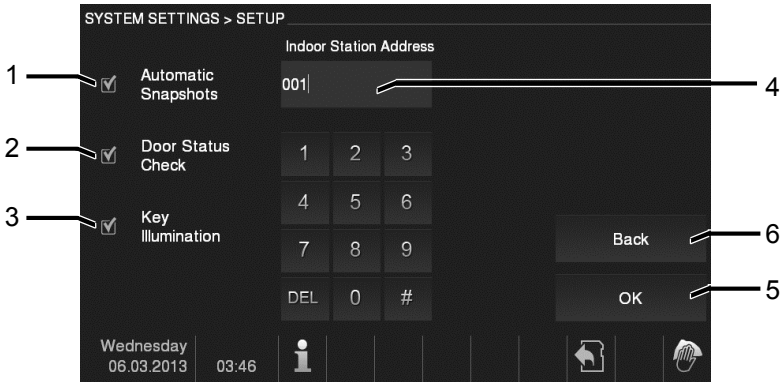 SYSTEM SETTINGS > SETUP
Indoor Station Address
1
Automatic
Snapshots
001
4
2
Door Status
Check
1 2 3
3
Key
Illumination
4 5 6
7 8 9
Back
6
DEL 0 #
OK
5
Wednesday
06.03.2013 03:46
i